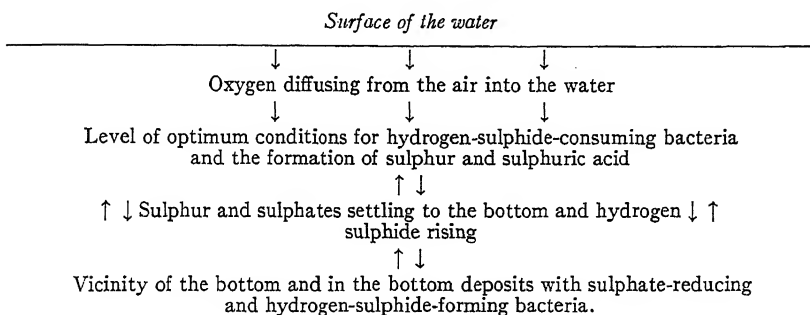 Surface of the water
↓ ↓ ↓
Oxygen diffusing from the air into the water
↓ ↓ ↓
Level of optimum conditions for hydrogen-sulphide-consuming bacteria
and the formation of sulphur and sulphuric acid
↑ ↓
↑ ↓ Sulphur and sulphates settling to the bottom and hydrogen ↓ ↑
sulphide rising
↑ ↓
Vicinity of the bottom and in the bottom deposits with sulphate-reducing
and hydrogen-sulphide-forming bacteria.